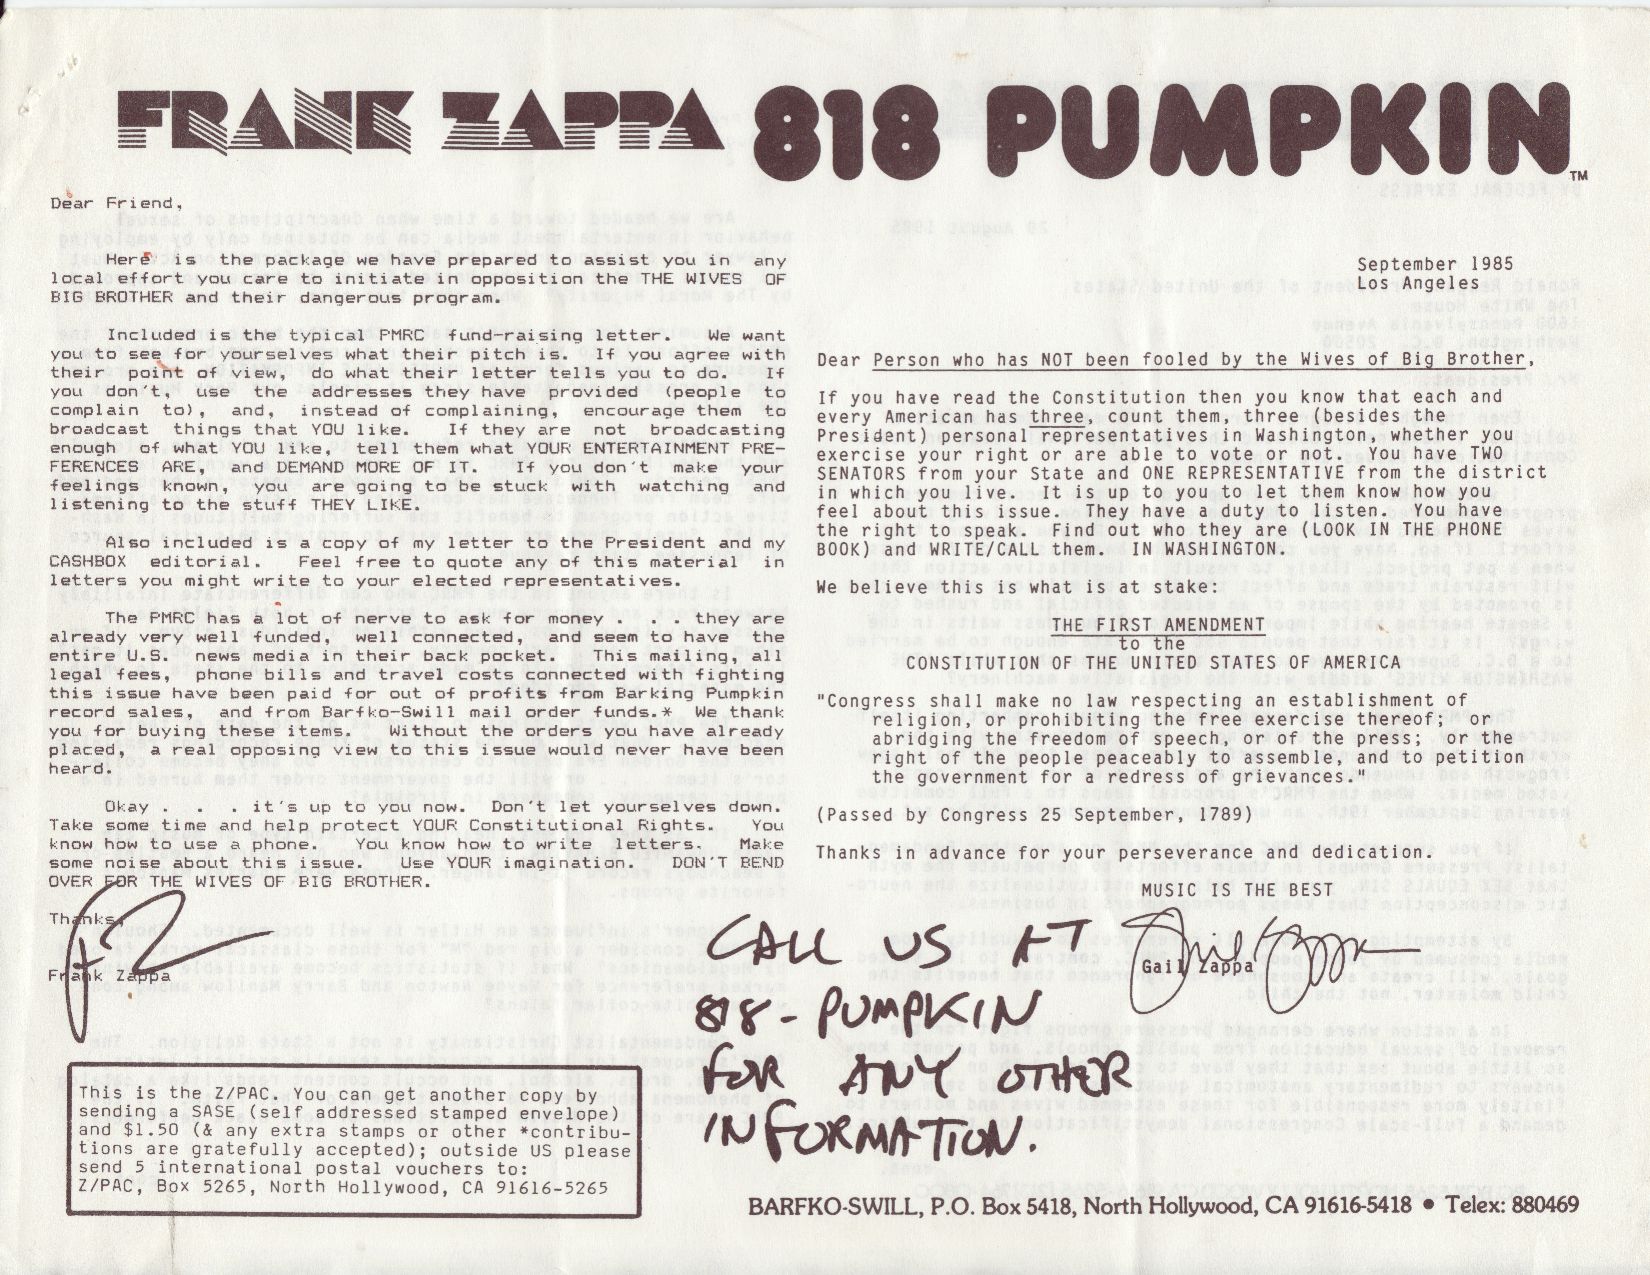 FRANK ZAPPA 818 PUMPKIN™
Dear Friend,
Here is the package we have prepared to assist you in any
local effort you care to initiate in opposition the THE WIVES OF
BIG BROTHER and their dangerous program.
Included is the typical PMRC fund-raising letter. We want
you to see for yourselves what their pitch is. If you agree with
their point of view, do what their letter tells you to do. If
you don't, use the addresses they have provided (people to
complain to), and, instead of complaining, encourage them to
broadcast things that YOU like. If they are not broadcasting
enough of what YOU like, tell them what YOUR ENTERTAINMENT PRE-
FERENCES ARE, and DEMAND MORE OF IT. If you don't make your
feelings known, you are going to be stuck with watching and
listening to the stuff THEY LIKE.
Also included is a copy of my letter to the President and my
CASHBOX editorial. Feel free to quote any of this material in
letters you might write to your elected representatives.
The PMRC has a lot of nerve to ask for money . . . they are
already very well funded, well connected, and seem to have the
entire U.S. news media in their back pocket. This mailing, all
legal fees, phone bills and travel costs connected with fighting
this issue have been paid for out of profits from Barking Pumpkin
record sales, and from Barfko-Swill mail order funds.* We thank
you for buying these items. Without the orders you have already
placed, a real opposing view to this issue would never have been
heard.
Okay . . . it's up to you now. Don't let yourselves down.
Take some time and help protect YOUR Constitutional Rights. You
know how to use a phone. You know how to write letters. Make
some noise about this issue. Use YOUR imagination. DON'T BEND
OVER FOR THE WIVES OF BIG BROTHER.
Thanks,
FZ
Frank Zappa
This is the Z/PAC. You can get another copy by
sending a SASE (self addressed stamped envelope)
and $1.50 (& any extra stamps or other *contribu-
tions are gratefully accepted); outside US please
send 5 international postal vouchers to:
Z/PAC, Box 5265, North Hollywood, CA 91616-5265
September 1985
Los Angeles
Dear Person who has NOT been fooled by the Wives of Big Brother,
If you have read the Constitution then you know that each and
every American has three, count them, three (besides the
President) personal representatives in Washington, whether you
exercise your right or are able to vote or not. You have TWO
SENATORS from your State and ONE REPRESENTATIVE from the district
in which you live. It is up to you to let them know how you
feel about this issue. They have a duty to listen. You have
the right to speak. Find out who they are (LOOK IN THE PHONE
BOOK) and WRITE/CALL them. IN WASHINGTON.
We believe this is what is at stake:
THE FIRST AMENDMENT
to the
CONSTITUTION OF THE UNITED STATES OF AMERICA
"Congress shall make no law respecting an establishment of
religion, or prohibiting the free exercise thereof; or
abridging the freedom of speech, or of the press; or the
right of the people peaceably to assemble, and to petition
the government for a redress of grievances."
(Passed by Congress 25 September, 1789)
Thanks in advance for your perseverance and dedication.
MUSIC IS THE BEST
Gail Zappa
CALL US AT
818-PUMPKIN
FOR ANY OTHER
INFORMATION.
BARFKO-SWILL, P.O. Box 5418, North Hollywood, CA 91616-5418 • Telex: 880469